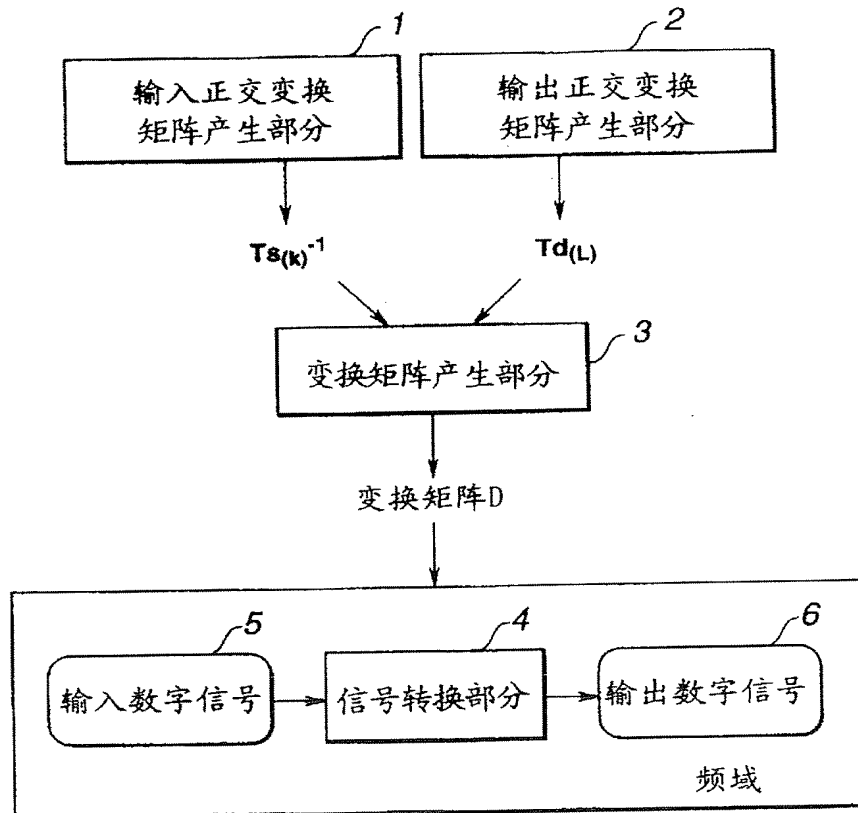 1
输入正交变换
矩阵产生部分
2
输出正交变换
矩阵产生部分
Ts(k)-1
Td(L)
3
变换矩阵产生部分
变换矩阵D
5
输入数字信号
4
信号转换部分
6
输出数字信号
频域